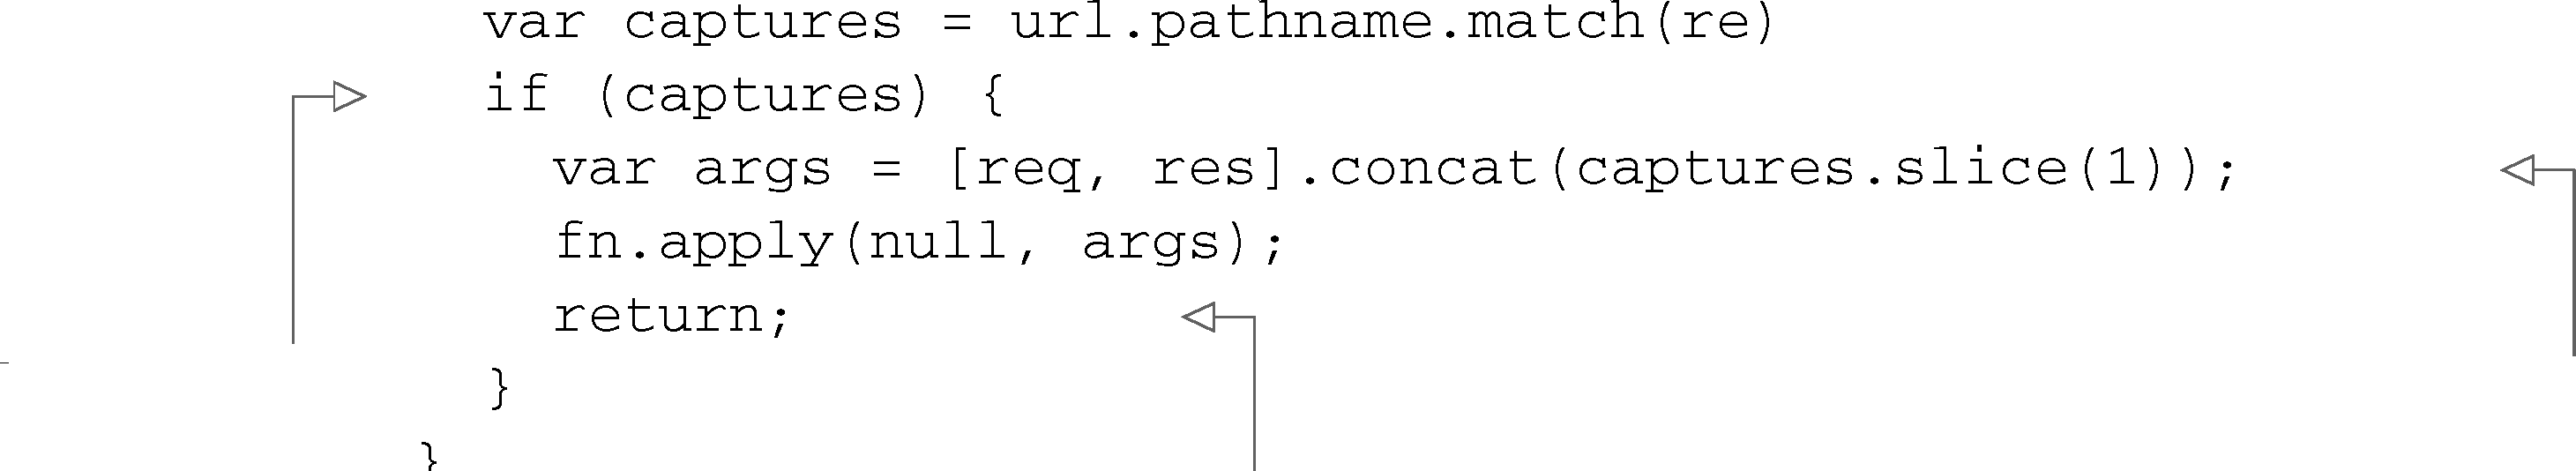 var captures = url.pathname.match(re)
if (captures) {
var args = [req, res].concat(captures.slice(1));
fn.apply(null, args);
return;
}
}